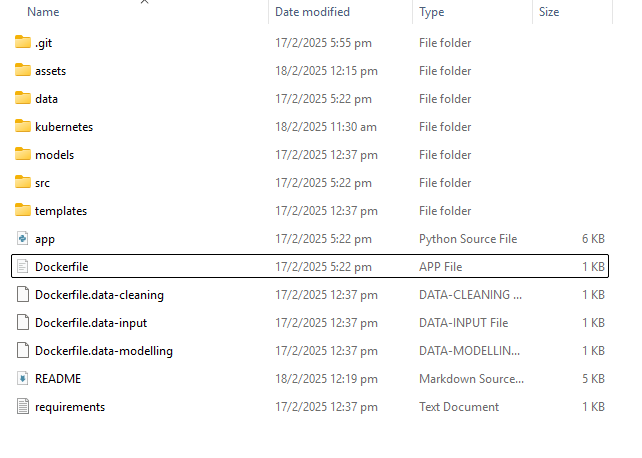 Name Date modified Type Size
.git 17/2/2025 5:55 pm File folder
assets 18/2/2025 12:15 pm File folder
data 17/2/2025 5:22 pm File folder
kubernetes 18/2/2025 11:30 am File folder
models 17/2/2025 12:37 pm File folder
src 17/2/2025 5:22 pm File folder
templates 17/2/2025 12:37 pm File folder
app 17/2/2025 5:22 pm Python Source File 6 KB
Dockerfile 17/2/2025 5:22 pm APP File 1 KB
Dockerfile.data-cleaning 17/2/2025 12:37 pm DATA-CLEANING ... 1 KB
Dockerfile.data-input 17/2/2025 12:37 pm DATA-INPUT File 1 KB
Dockerfile.data-modelling 17/2/2025 12:37 pm DATA-MODELLIN... 1 KB
README 18/2/2025 12:19 pm Markdown Source... 5 KB
requirements 17/2/2025 12:37 pm Text Document 1 KB